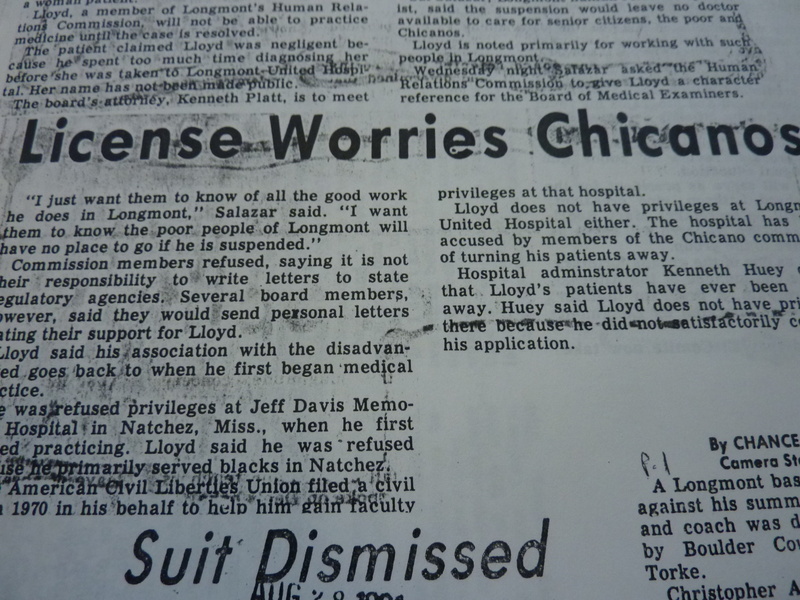 a woman patient.
Lloyd, a member of Longmont's Human Rela-
tions Commission, will not be able to practice
medicine until the case is resolved.
The patient claimed Lloyd was negligent be-
cause he spent too much time diagnosing her
before she was taken to Longmont United Hospi-
tal. Her name has not been made public.
The board's attorney, Kenneth Platt, is to meet
ist, said the suspension would leave no doctor
available to care for senior citizens, the poor and
Chicanos.
Lloyd is noted primarily for working with such
people in Longmont.
Wednesday night Salazar asked the Human
Relations Commission to give Lloyd a character
reference for the Board of Medical Examiners.
License Worries Chicanos
"I just want them to know of all the good work
he does in Longmont," Salazar said. "I want
them to know the poor people of Longmont will
have no place to go if he is suspended."
Commission members refused, saying it is not
heir responsibility to write letters to state
egulatory agencies. Several board members,
owever, said they would send personal letters
ating their support for Lloyd.
Lloyd said his association with the disadvan-
ed goes back to when he first began medical
ctice.
e was refused privileges at Jeff Davis Memo-
Hospital in Natchez, Miss., when he first
ed practicing. Lloyd said he was refused
use he primarily served blacks in Natchez.
American Civil Liberties Union filed a civil
1970 in his behalf to help him gain faculty
privileges at that hospital.
Lloyd does not have privileges at Longm
United Hospital either. The hospital has
accused by members of the Chicano comm
of turning his patients away.
Hospital adminstrator Kenneth Huey
that Lloyd's patients have ever been
away. Huey said Lloyd does not have pri
there because he did not satisfactorily co
his application.
Suit Dismissed
AUG 28
P.1
By CHANCE
Camera Sta
A Longmont bas
against his summ
and coach was d
by Boulder Cou
Torke.
Christopher A